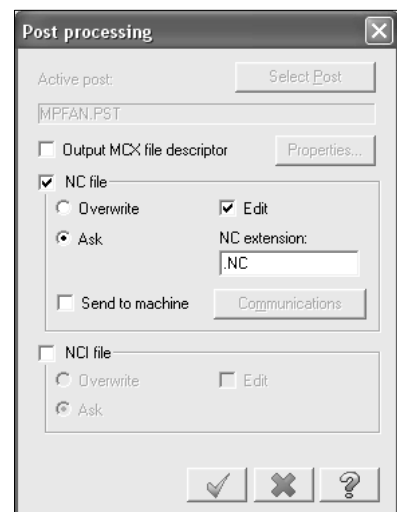 Post processing
Active post: Select Post
MPFAN.PST
Output MCX file descriptor Properties...
NC file
Overwrite Edit
Ask NC extension:
.NC
Send to machine Communications
NCI file
Overwrite Edit
Ask